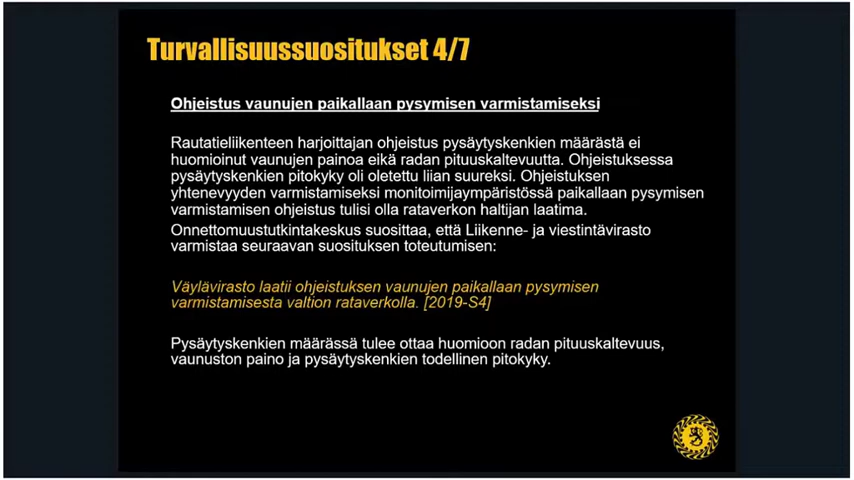 Turvallisuussuositukset 4/7
Ohjeistus vaunujen paikallaan pysymisen varmistamiseksi
Rautatieliikenteen harjoittajan ohjeistus pysäytyskenkien määrästä ei
huomioinut vaunujen painoa eikä radan pituuskaltevuutta. Ohjeistuksessa
pysäytyskenkien pitokyky oli oletettu liian suureksi. Ohjeistuksen
yhtenevyyden varmistamiseksi monitoimijaympäristössä paikallaan pysymisen
varmistamisen ohjeistus tulisi olla rataverkon haltijan laatima.
Onnettomuustutkintakeskus suosittaa, että Liikenne- ja viestintävirasto
varmistaa seuraavan suosituksen toteutumisen:
Väylävirasto laatii ohjeistuksen vaunujen paikallaan pysymisen
varmistamisesta valtion rataverkolla. [2019-S4]
Pysäytyskenkien määrässä tulee ottaa huomioon radan pituuskaltevuus,
vaunuston paino ja pysäytyskenkien todellinen pitokyky.